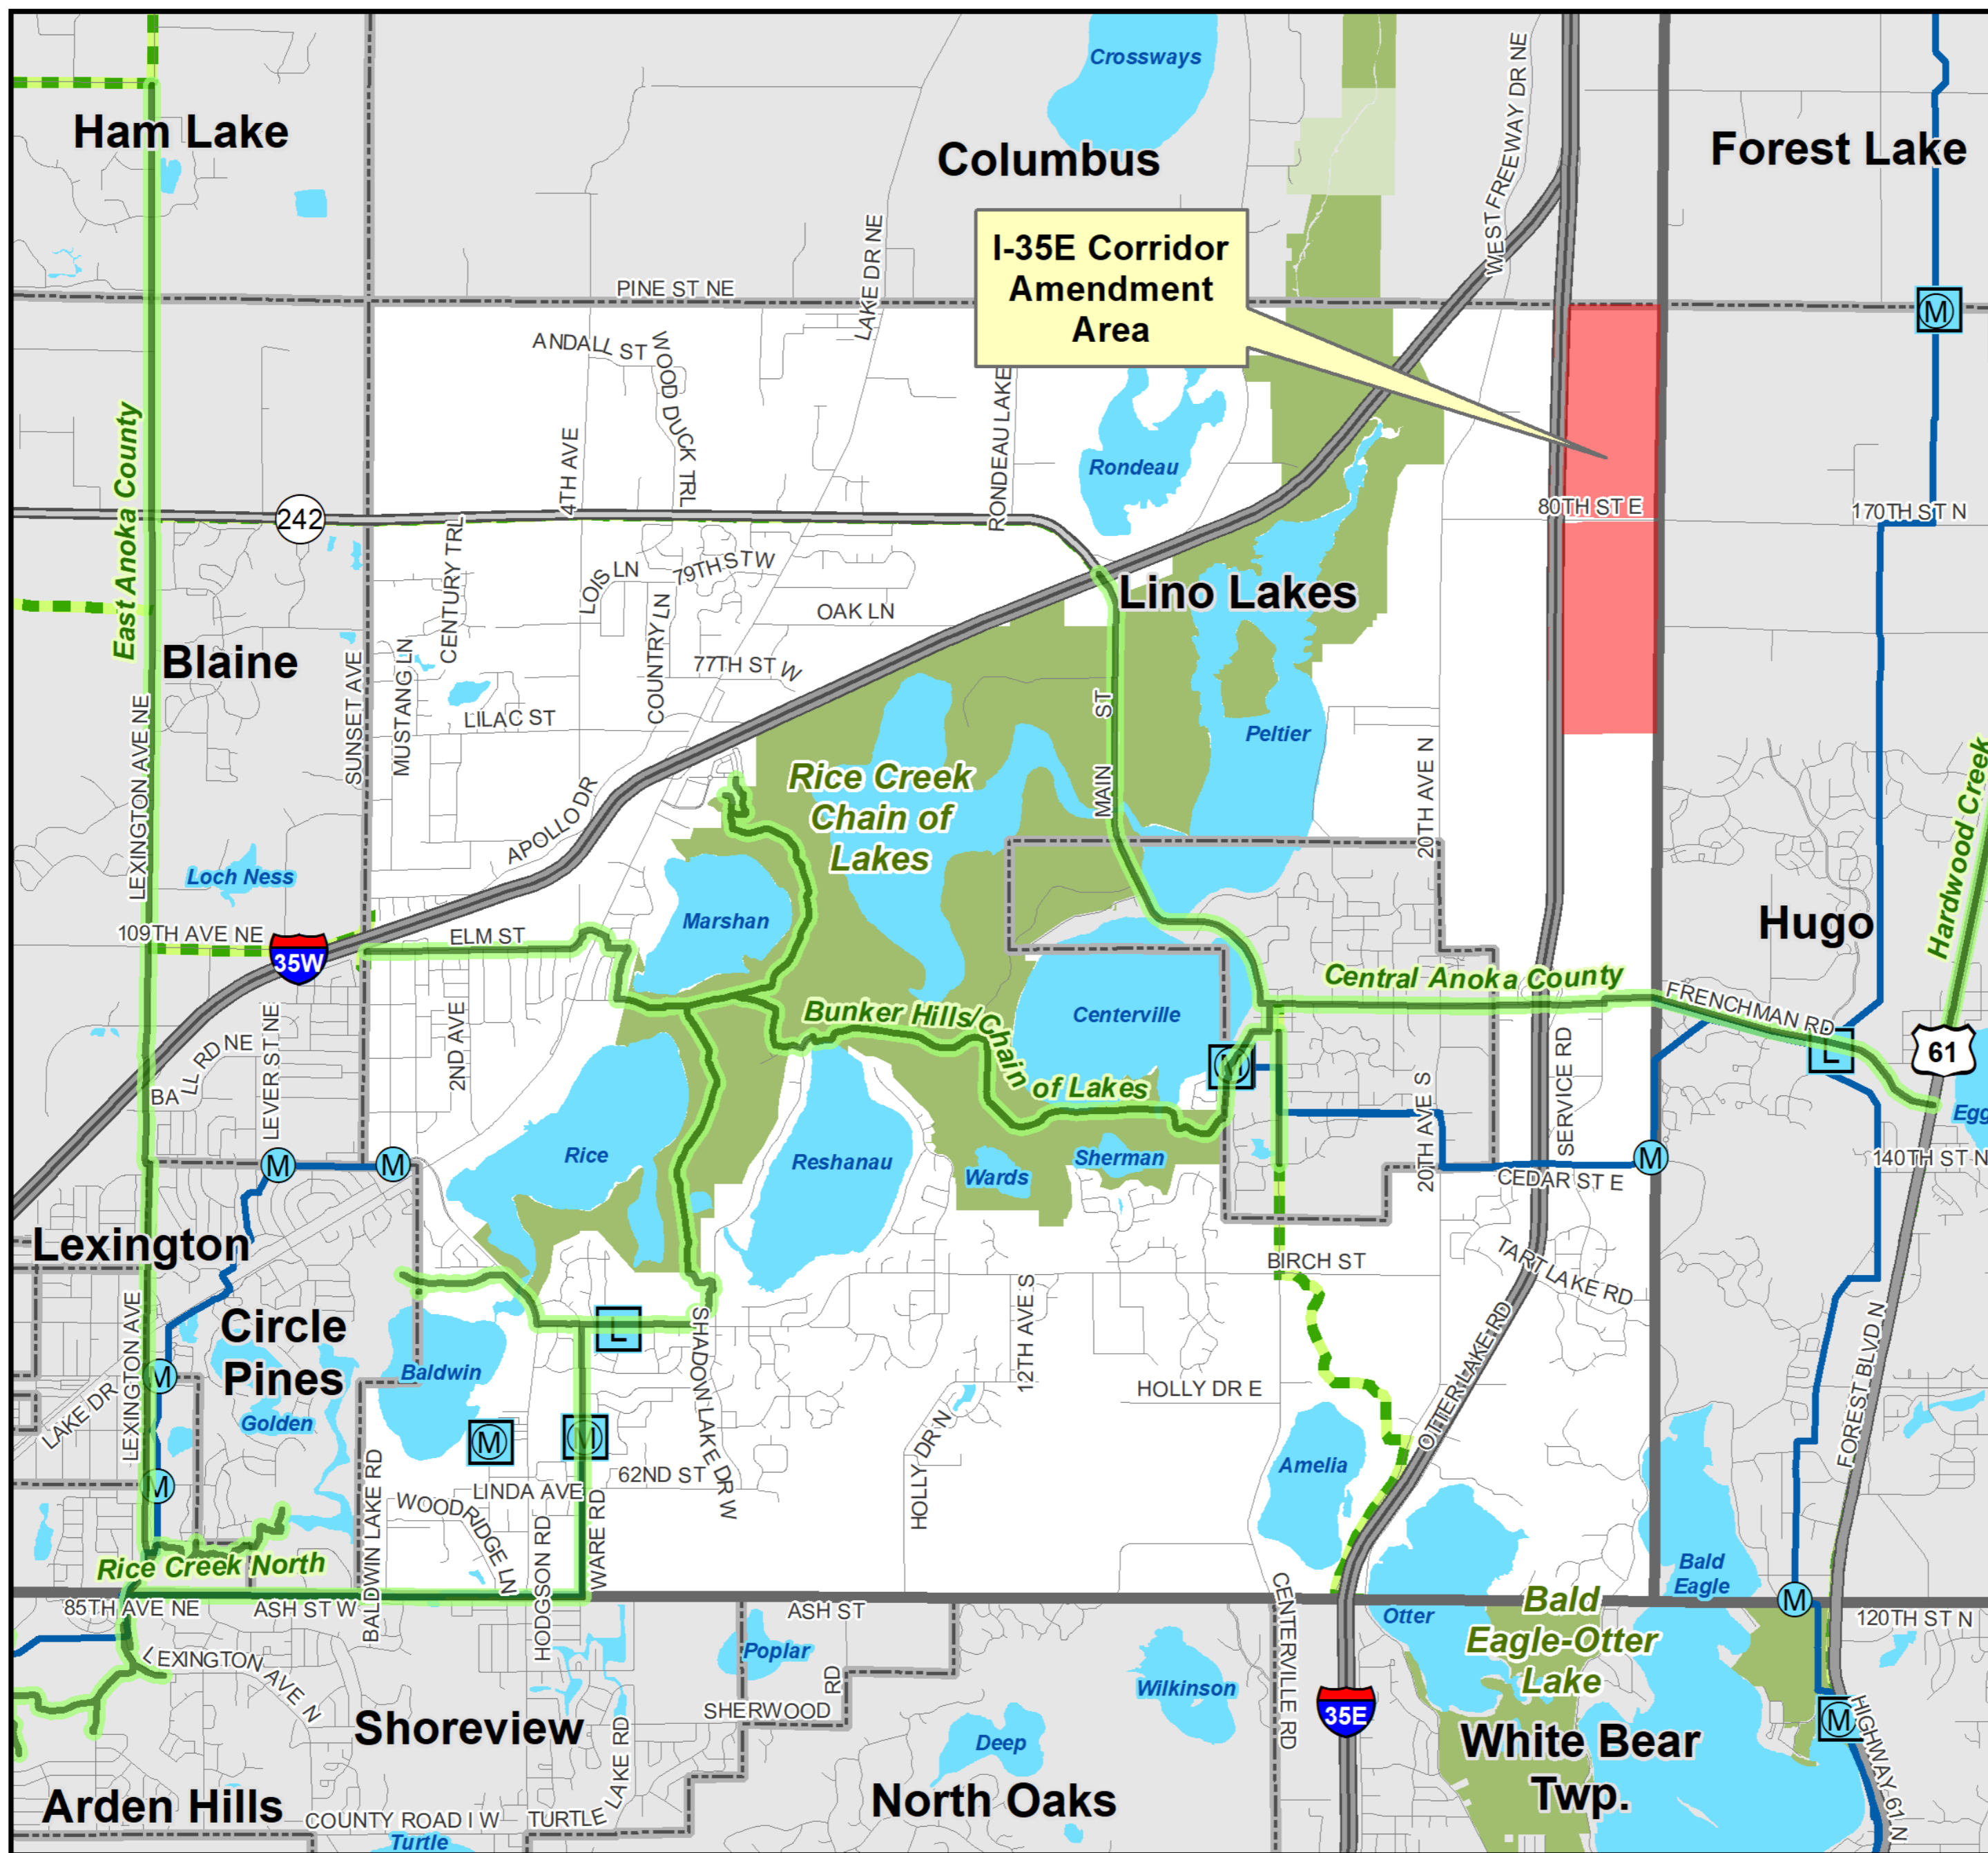 Crossways
Ham Lake
Columbus
Forest Lake
WEST FREEWAY DR NE
I-35E Corridor
Amendment
Area
M
PINE ST NE
LAKE DR NE
ANDALL ST
WOOD DUCK TRL
RONDEAU LAKE
4TH AVE
Rondeau
East Anoka County
80TH ST E
170TH ST N
242
CENTURY TRL
LOIS LN
79TH ST W
OAK LN
Lino Lakes
Blaine
MUSTANG LN
COUNTRY LN
77TH ST W
SUNSET AVE
LILAC ST
LEXINGTON AVE NE
MAIN ST
Peltier
20TH AVE N
Rice Creek
Chain of
Lakes
APOLLO DR
Hardwood Creek
Loch Ness
Marshan
Hugo
109TH AVE NE
35W
ELM ST
Central Anoka County
FRENCHMAN RD
Bunker Hills/Chain
of Lakes
Centerville
L
61
BALL RD NE
LEVER ST NE
2ND AVE
M
SERVICE RD
20TH AVE S
Egg
M
M
Rice
Reshanau
Wards
Sherman
M
140TH ST N
CEDAR ST E
Lexington
BIRCH ST
TART LAKE RD
Circle
Pines
L
SHADOW LAKE DR W
12TH AVE S
OTTER LAKE RD
FOREST BLVD N
LEXINGTON AVE
M
Baldwin
HOLLY DR E
LAKE DR
Golden
M
M
HOLLY DR N
Amelia
M
62ND ST
LINDA AVE
WOODRIDGE LN
BALDWIN LAKE RD
HODGSON RD
WARE RD
Rice Creek North
Bald
Eagle
M
85TH AVE NE
ASH ST W
ASH ST
CENTERVILLE RD
Otter
Bald
Eagle-Otter
Lake
120TH ST N
LEXINGTON AVE N
Poplar
Wilkinson
SHERWOOD RD
35E
M
HIGHWAY 61 N
Shoreview
TURTLE LAKE RD
Deep
White Bear
Twp.
Arden Hills
COUNTY ROAD I W
North Oaks
Turtle